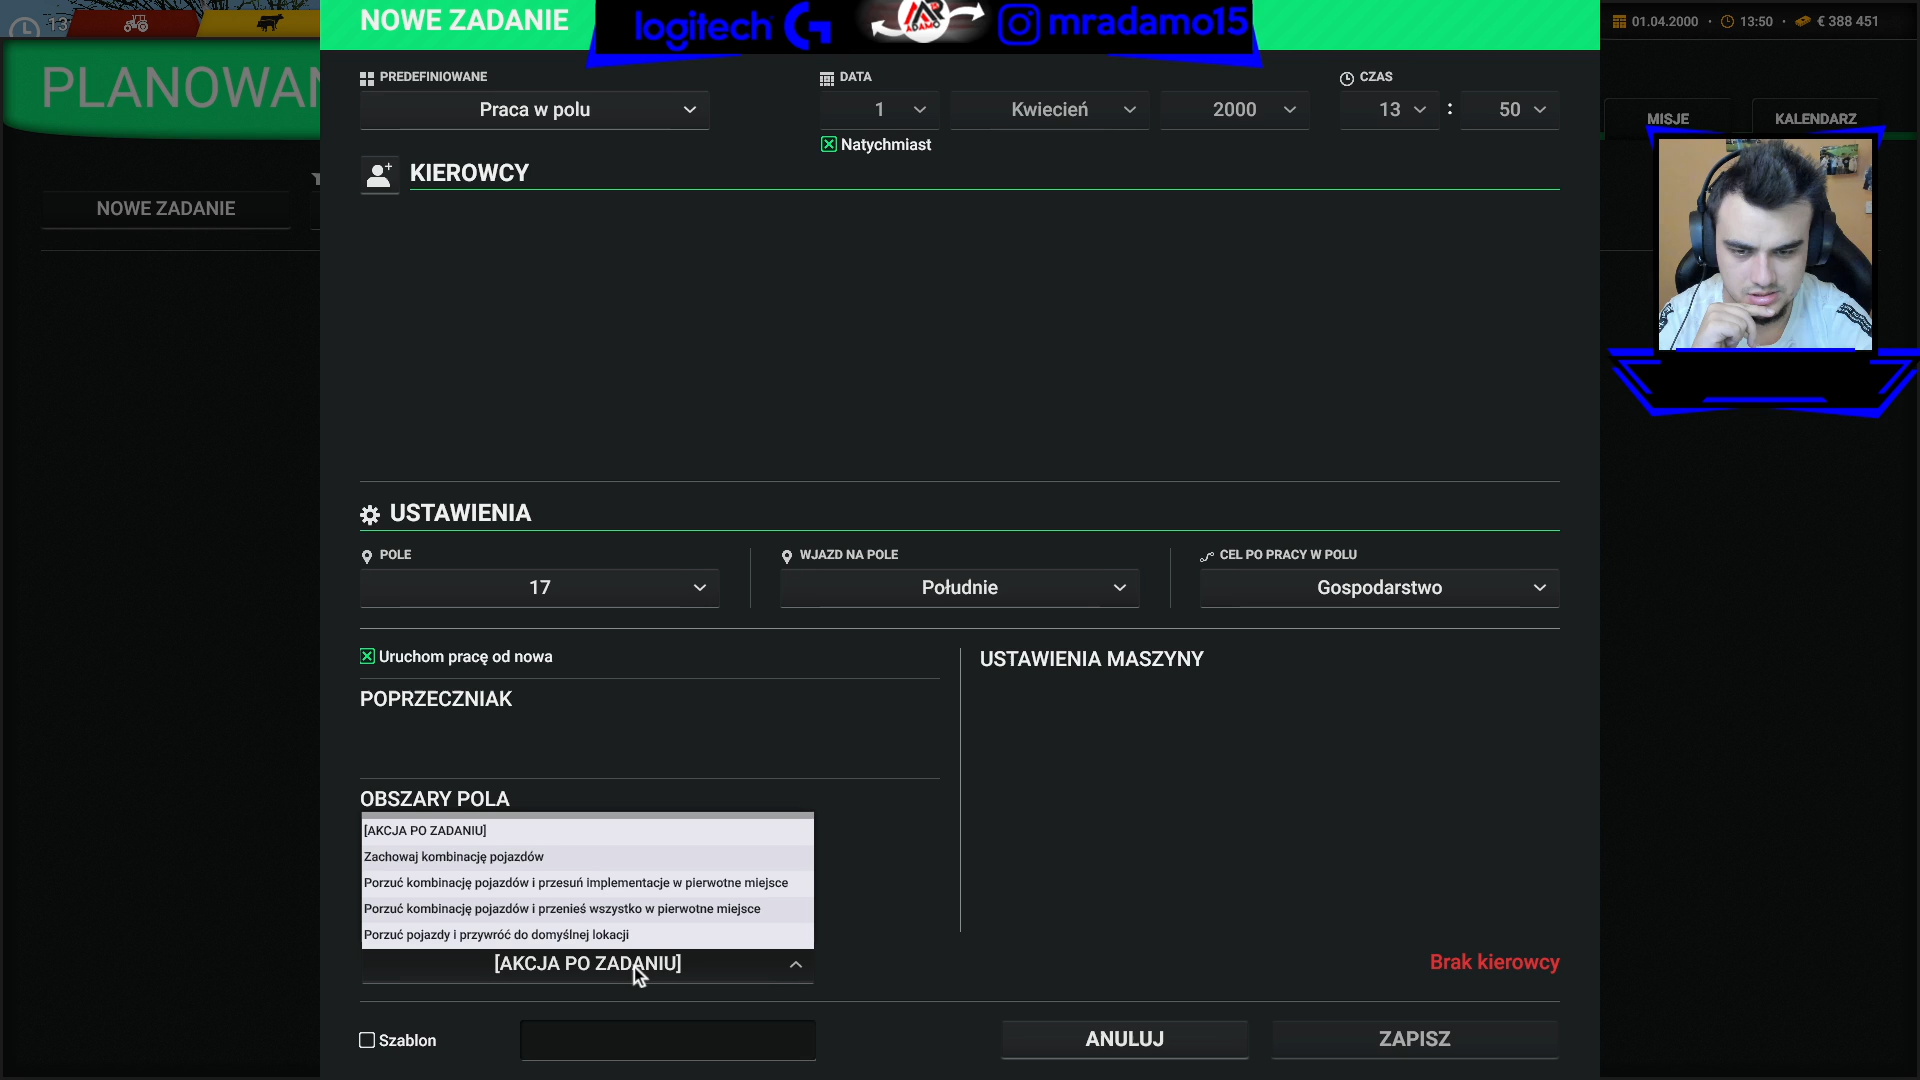 13
PLANOWAN
NOWE ZADANIE
NOWE ZADANIE
logitech G
AR
ADAMO
mradamo15
01.04.2000 • 13:50 • € 388 451
MISJE
KALENDARZ
PREDEFINIOWANE
Praca w polu
DATA
1
Kwiecień
2000
CZAS
13 : 50
Natychmiast
KIEROWCY
USTAWIENIA
POLE
17
WJAZD NA POLE
Południe
CEL PO PRACY W POLU
Gospodarstwo
Uruchom pracę od nowa
POPRZECZNIAK
OBSZARY POLA
[AKCJA PO ZADANIU]
Zachowaj kombinację pojazdów
Porzuć kombinację pojazdów i przesuń implementacje w pierwotne miejsce
Porzuć kombinację pojazdów i przenieś wszystko w pierwotne miejsce
Porzuć pojazdy i przywróć do domyślnej lokacji
[AKCJA PO ZADANIU]
USTAWIENIA MASZYNY
Brak kierowcy
Szablon
ANULUJ
ZAPISZ